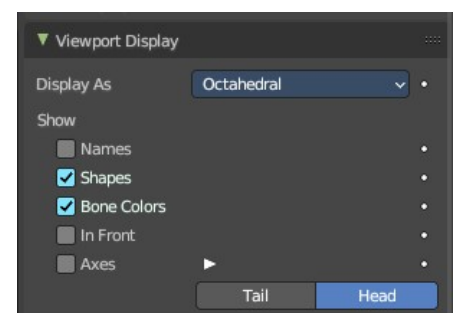 Viewport Display
Display As Octahedral
Show
Names
Shapes
Bone Colors
In Front
Axes
Tail Head